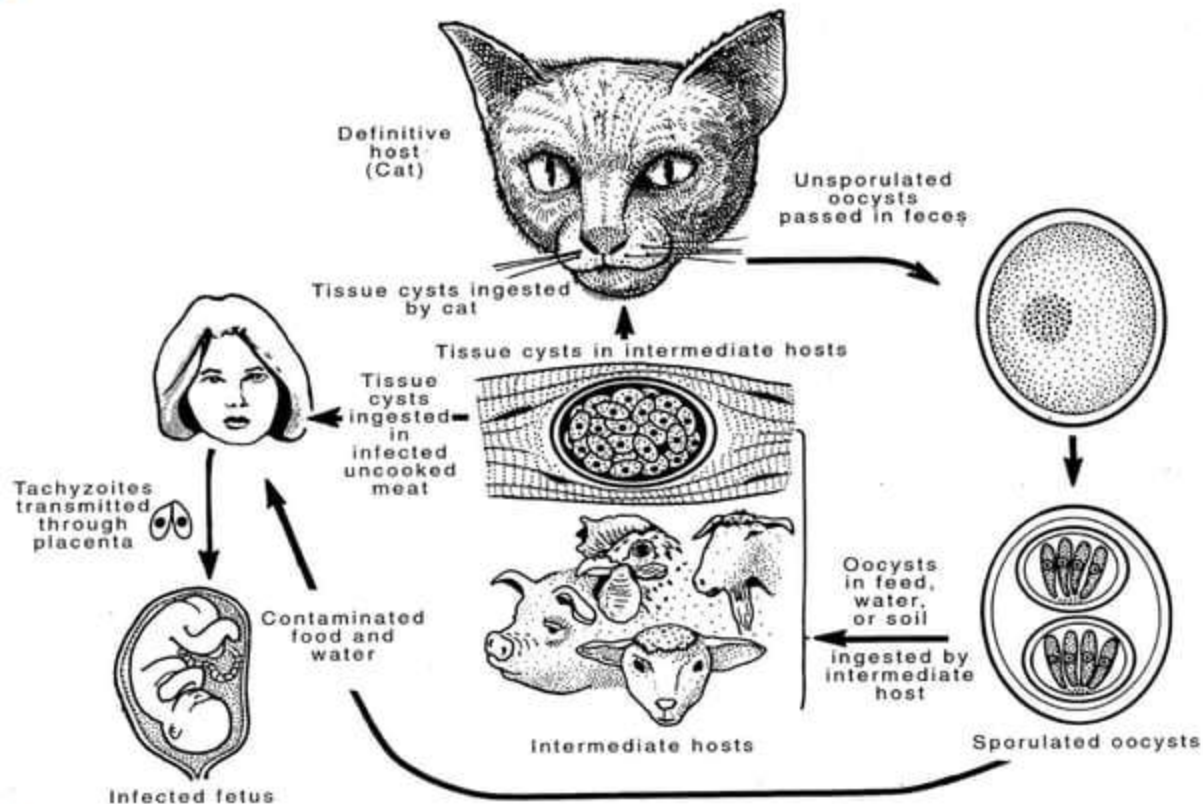 Definitive
host
(Cat)
Unsporulated
oocysts
passed in feces
Tissue cysts ingested
by cat
Tissue cysts in intermediate hosts
Tissue
cysts
ingested
in
infected
uncooked
meat
Tachyzoites
transmitted
through
placenta
Oocysts
in feed,
water,
or soil
ingested by
intermediate
host
Contaminated
food and
water
Intermediate hosts
Sporulated oocysts
Infected fetus